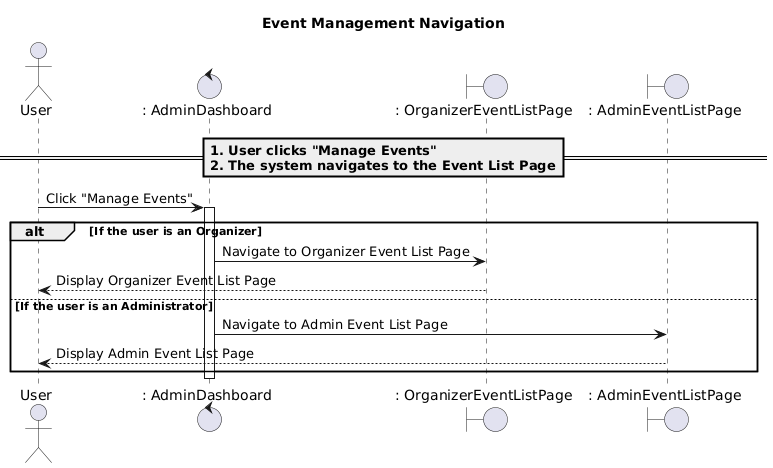 Event Management Navigation
User
: AdminDashboard
: OrganizerEventListPage
: AdminEventListPage
1. User clicks "Manage Events"
2. The system navigates to the Event List Page
Click "Manage Events"
alt
[If the user is an Organizer]
Navigate to Organizer Event List Page
Display Organizer Event List Page
[If the user is an Administrator]
Navigate to Admin Event List Page
Display Admin Event List Page
User
: AdminDashboard
: OrganizerEventListPage
: AdminEventListPage